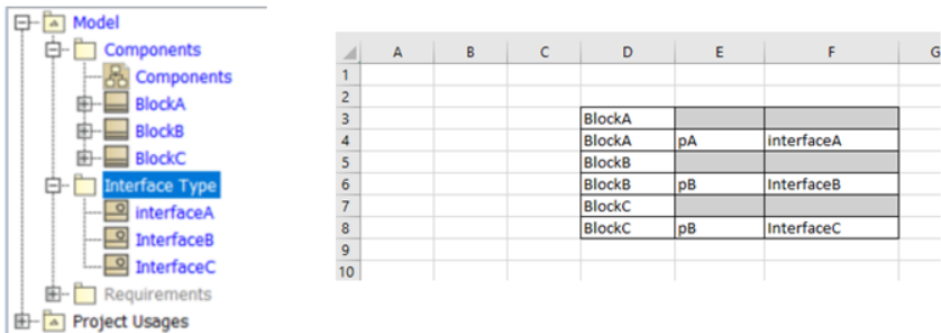 Model
Components
Components
BlockA
BlockB
BlockC
Interface Type
interfaceA
InterfaceB
InterfaceC
Requirements
Project Usages
A B C D E F G
1
2
3 BlockA
4 BlockA pA interfaceA
5 BlockB
6 BlockB pB InterfaceB
7 BlockC
8 BlockC pB InterfaceC
9
10